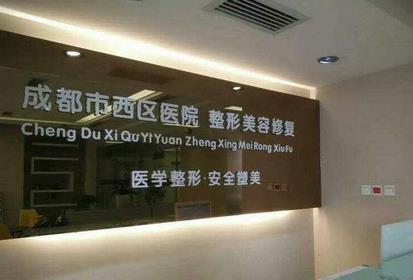 成都市西区医院 整形美容修复
Cheng Du Xi Qu Yi Yuan Zheng Xing Mei Rong Xiu Fu
医学整形·安全塑美